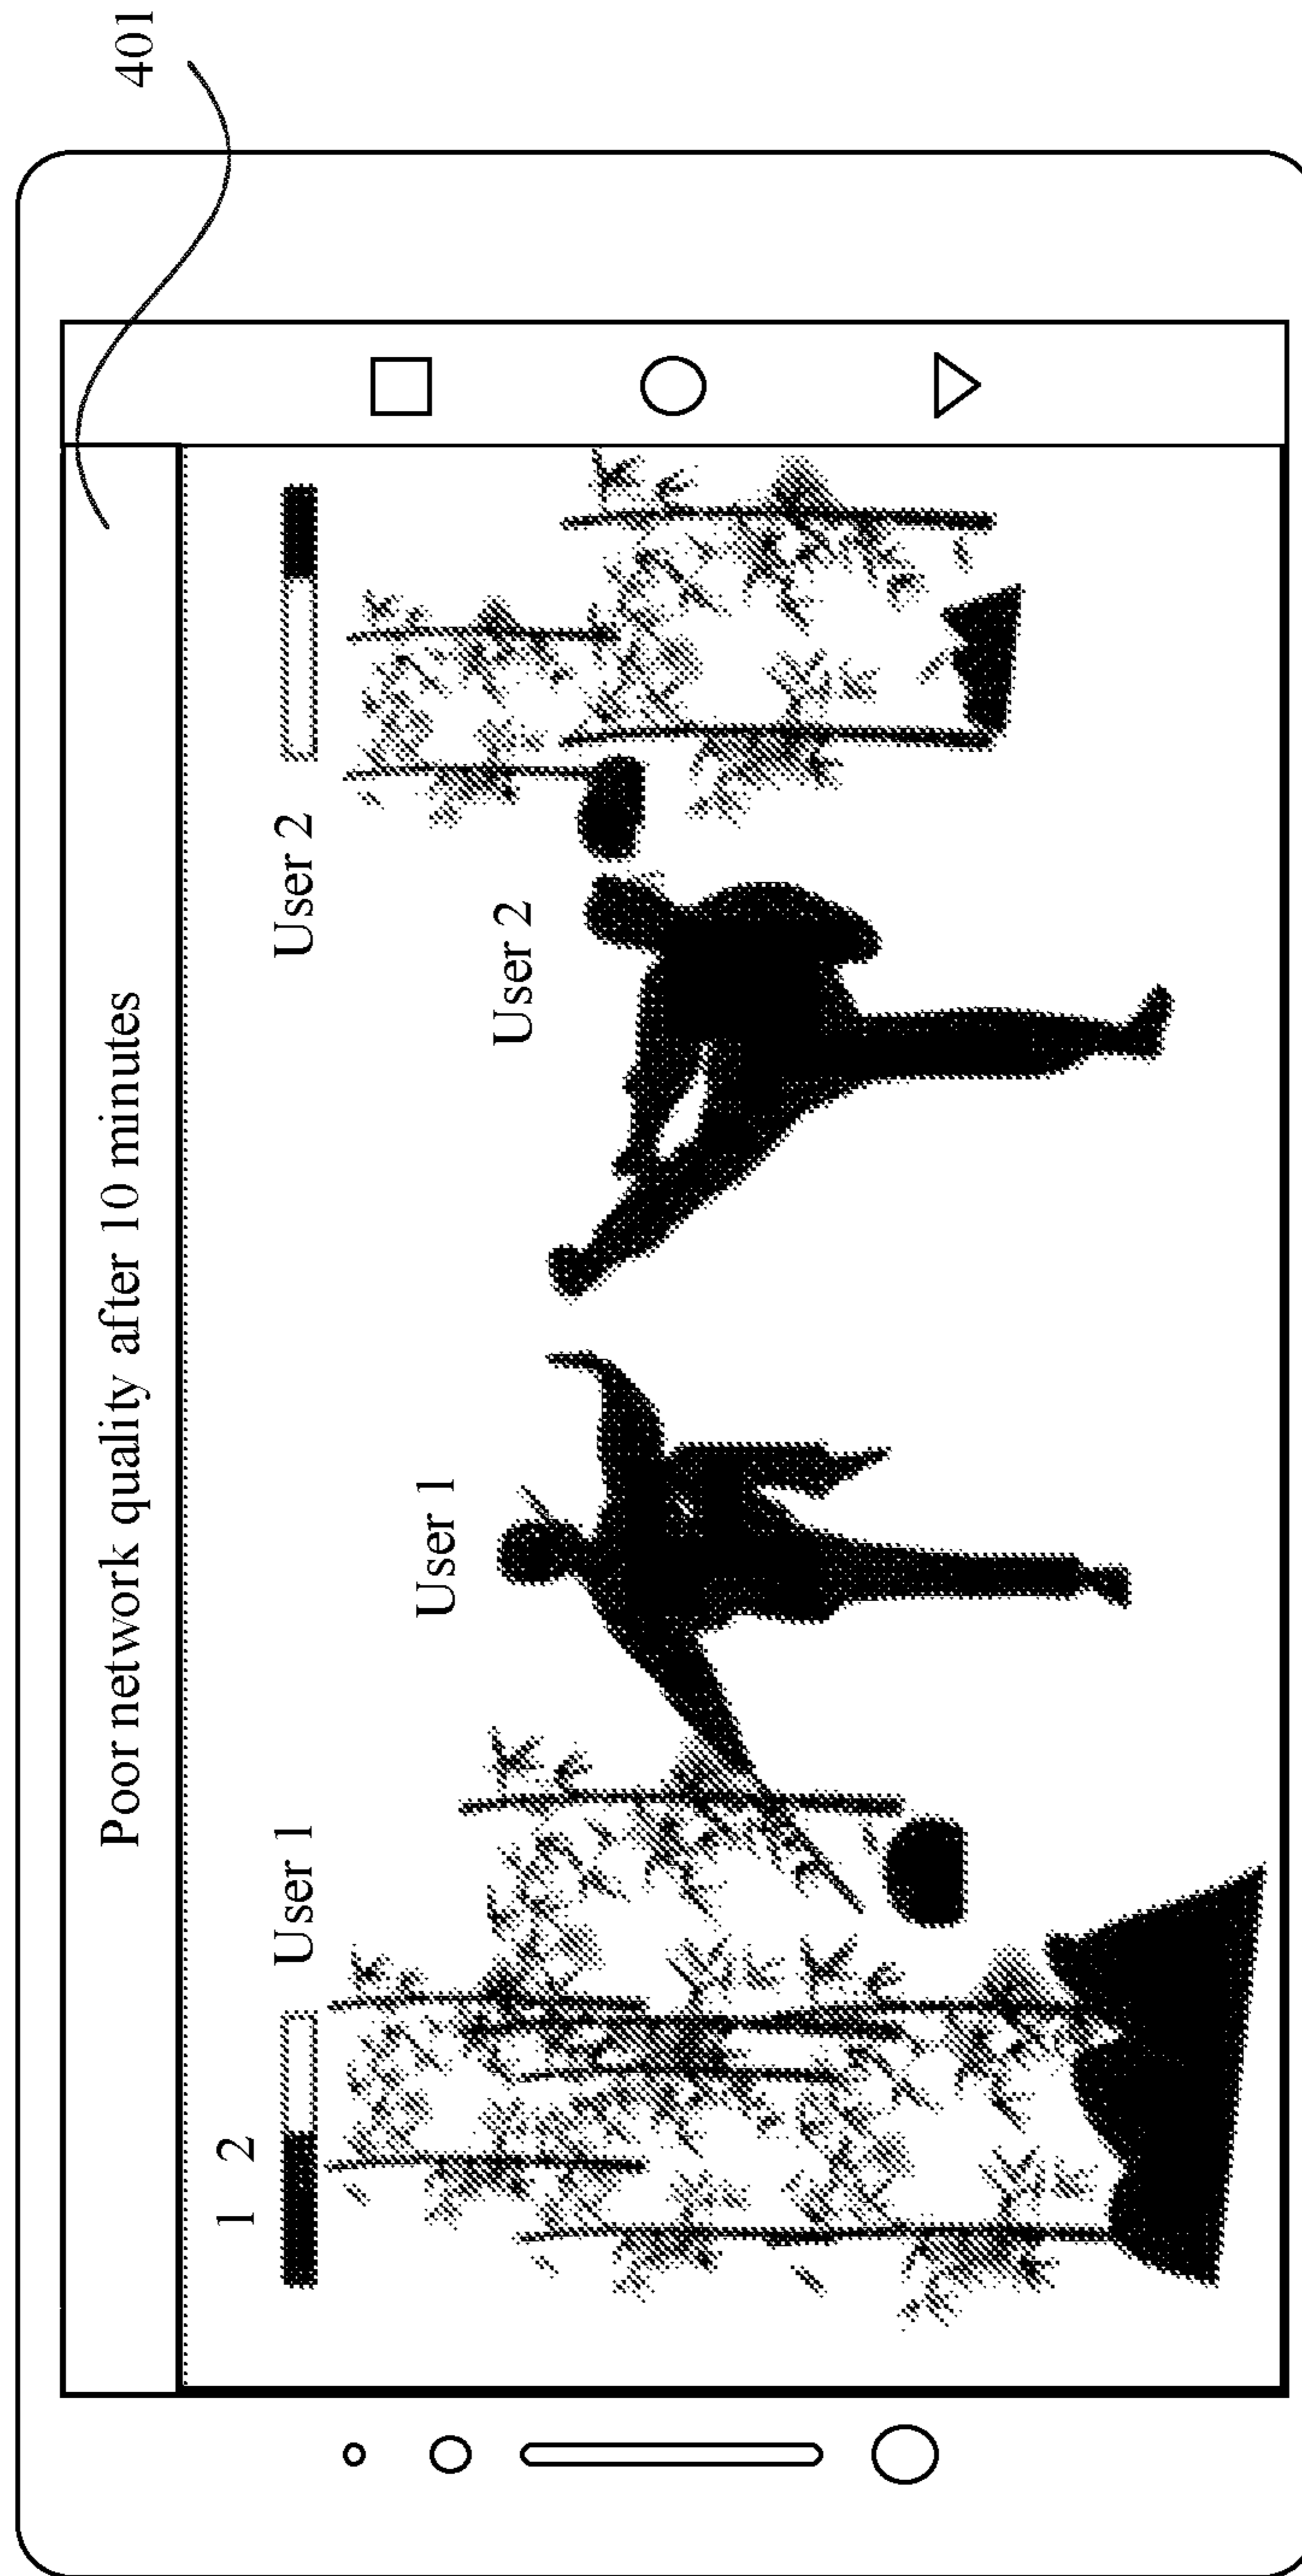 401
Poor network quality after 10 minutes
1 2
User 1
User 2
User 1
User 2